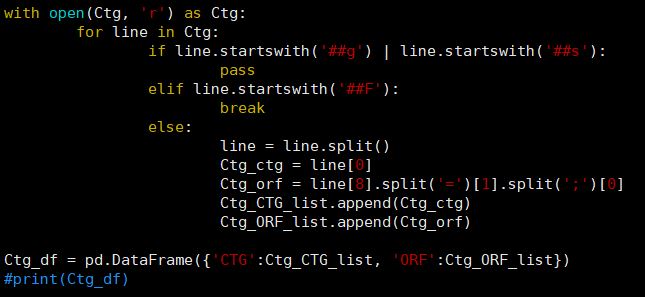 with open(Ctg, 'r') as Ctg:
        for line in Ctg:
                if line.startswith('##g') | line.startswith('##s'):
                        pass
                elif line.startswith('##F'):
                        break
                else:
                        line = line.split()
                        Ctg_ctg = line[0]
                        Ctg_orf = line[8].split('=')[1].split(';')[0]
                        Ctg_CTG_list.append(Ctg_ctg)
                        Ctg_ORF_list.append(Ctg_orf)

Ctg_df = pd.DataFrame({'CTG':Ctg_CTG_list, 'ORF':Ctg_ORF_list})
#print(Ctg_df)